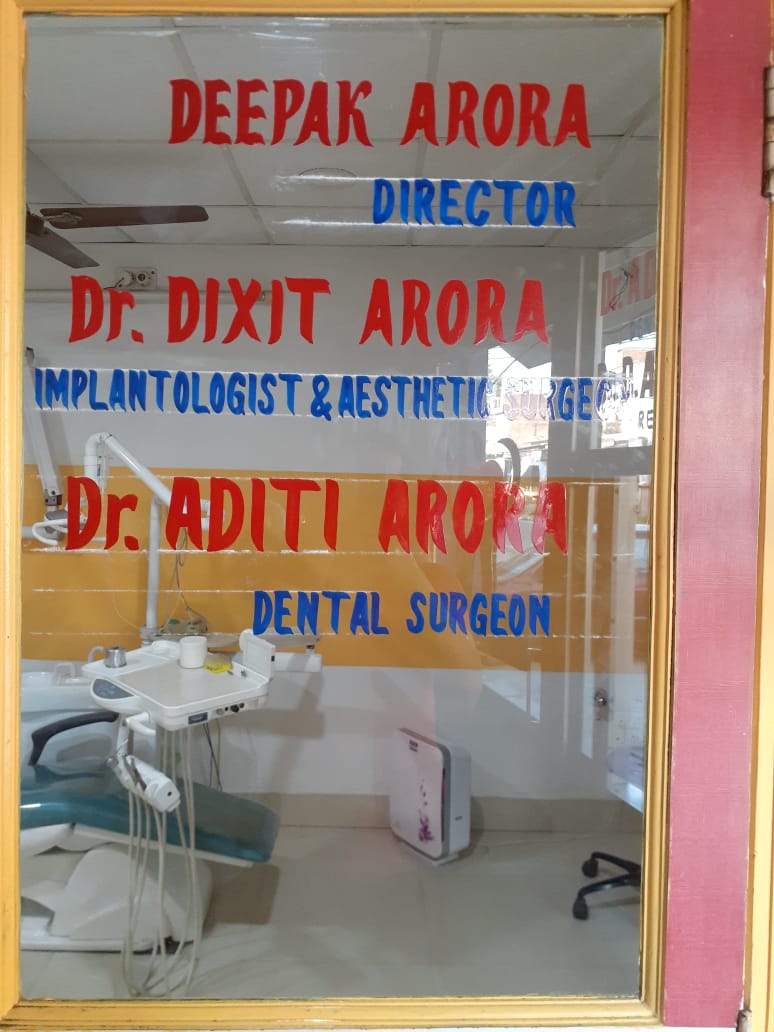 DEEPAK ARORA
DIRECTOR
Dr. DIXIT ARORA
IMPLANTOLOGIST & AESTHETIC SURGEON
Dr. ADITI ARORA
DENTAL SURGEON